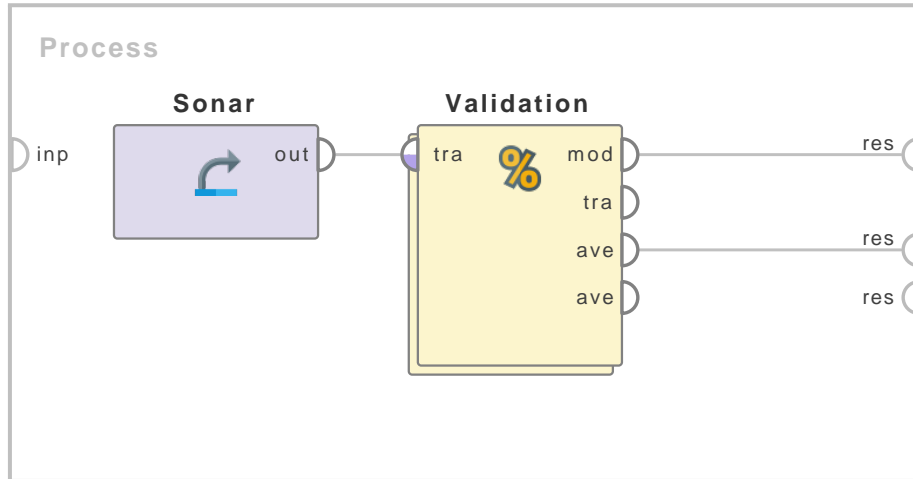 Process
Sonar
Validation
inp
out
tra
%
mod
res
tra
ave
res
ave
res